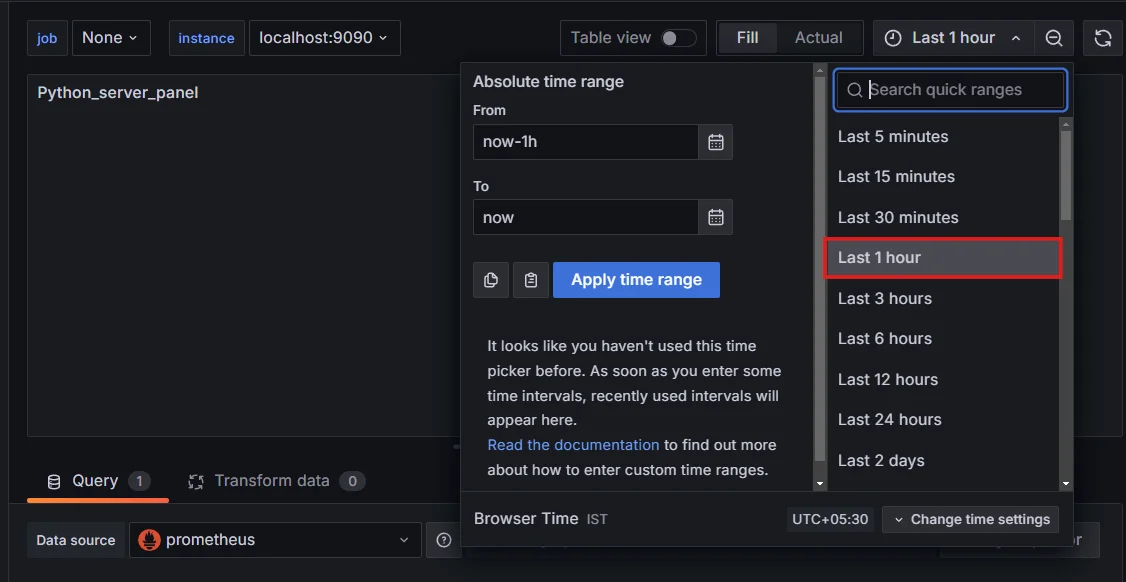 job None instance localhost:9090 Table view Fill Actual Last 1 hour
Python_server_panel
Absolute time range
From
now-1h
To
now
Apply time range
It looks like you haven't used this time
picker before. As soon as you enter some
time intervals, recently used intervals will
appear here.
Read the documentation to find out more
about how to enter custom time ranges.
Search quick ranges
Last 5 minutes
Last 15 minutes
Last 30 minutes
Last 1 hour
Last 3 hours
Last 6 hours
Last 12 hours
Last 24 hours
Last 2 days
Browser Time IST UTC+05:30 Change time settings
Query 1 Transform data 0
Data source prometheus